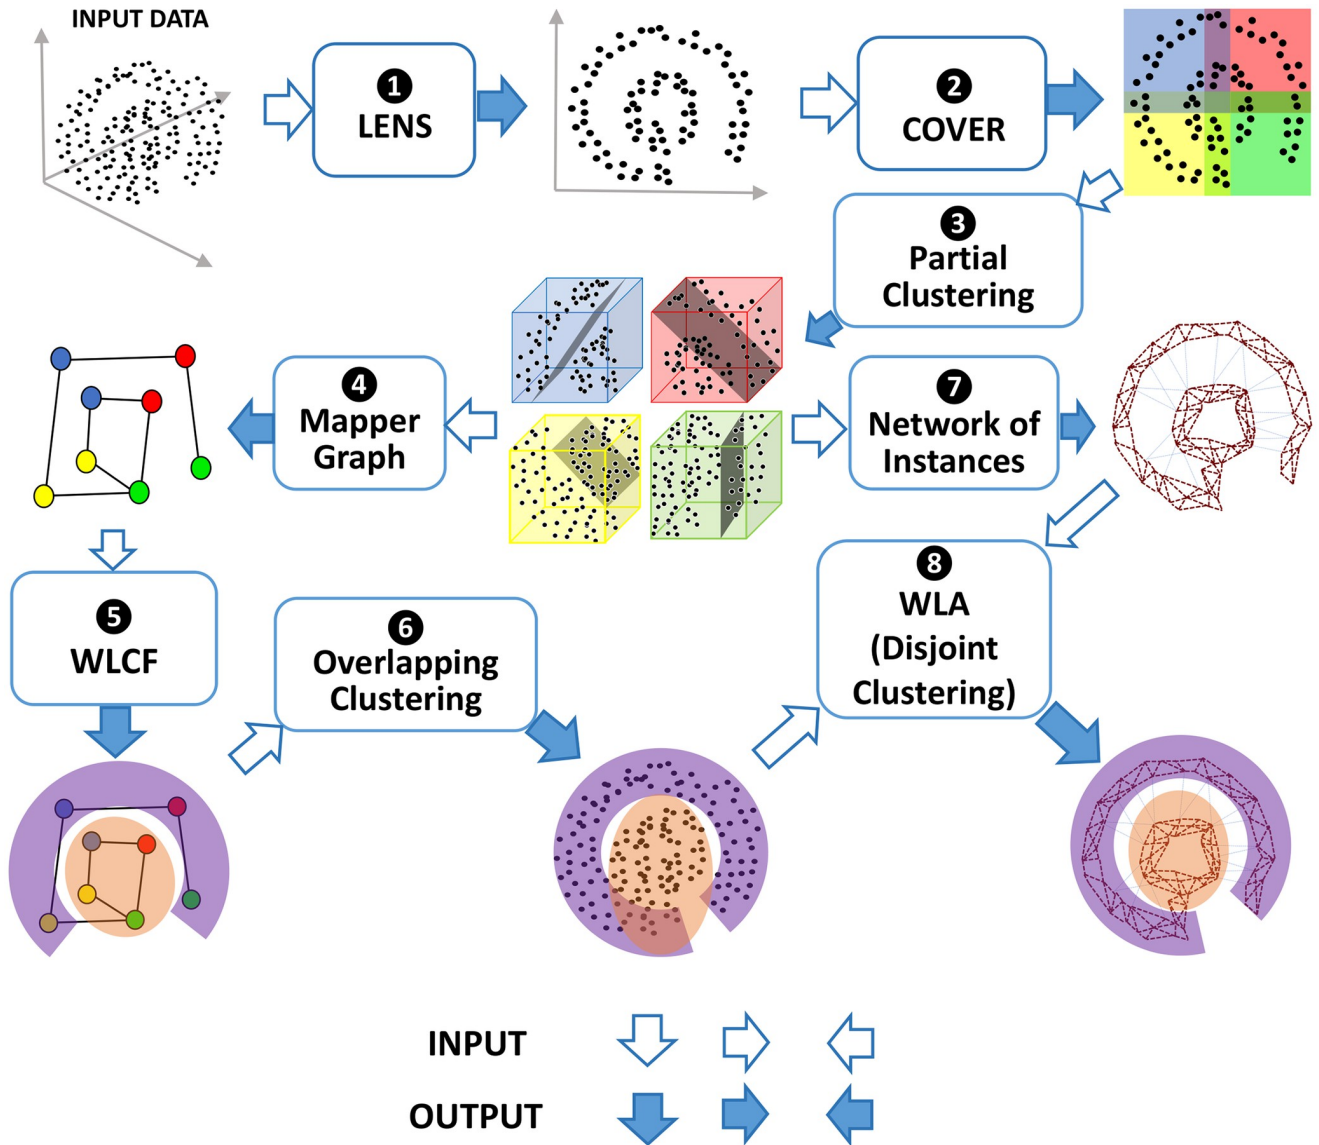 INPUT DATA
1
LENS
2
COVER
3
Partial
Clustering
4
Mapper
Graph
7
Network of
Instances
5
WLCF
6
Overlapping
Clustering
8
WLA
(Disjoint
Clustering)
INPUT
OUTPUT